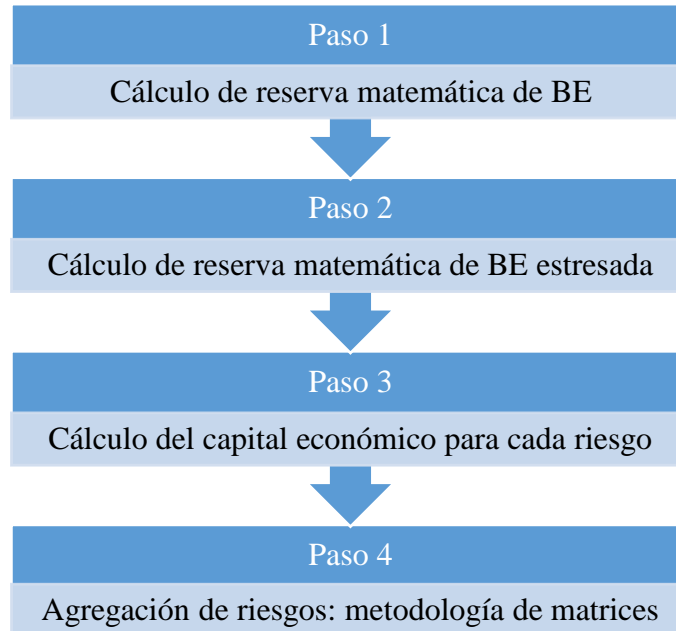 Paso 1
Cálculo de reserva matemática de BE
Paso 2
Cálculo de reserva matemática de BE estresada
Paso 3
Cálculo del capital económico para cada riesgo
Paso 4
Agregación de riesgos: metodología de matrices